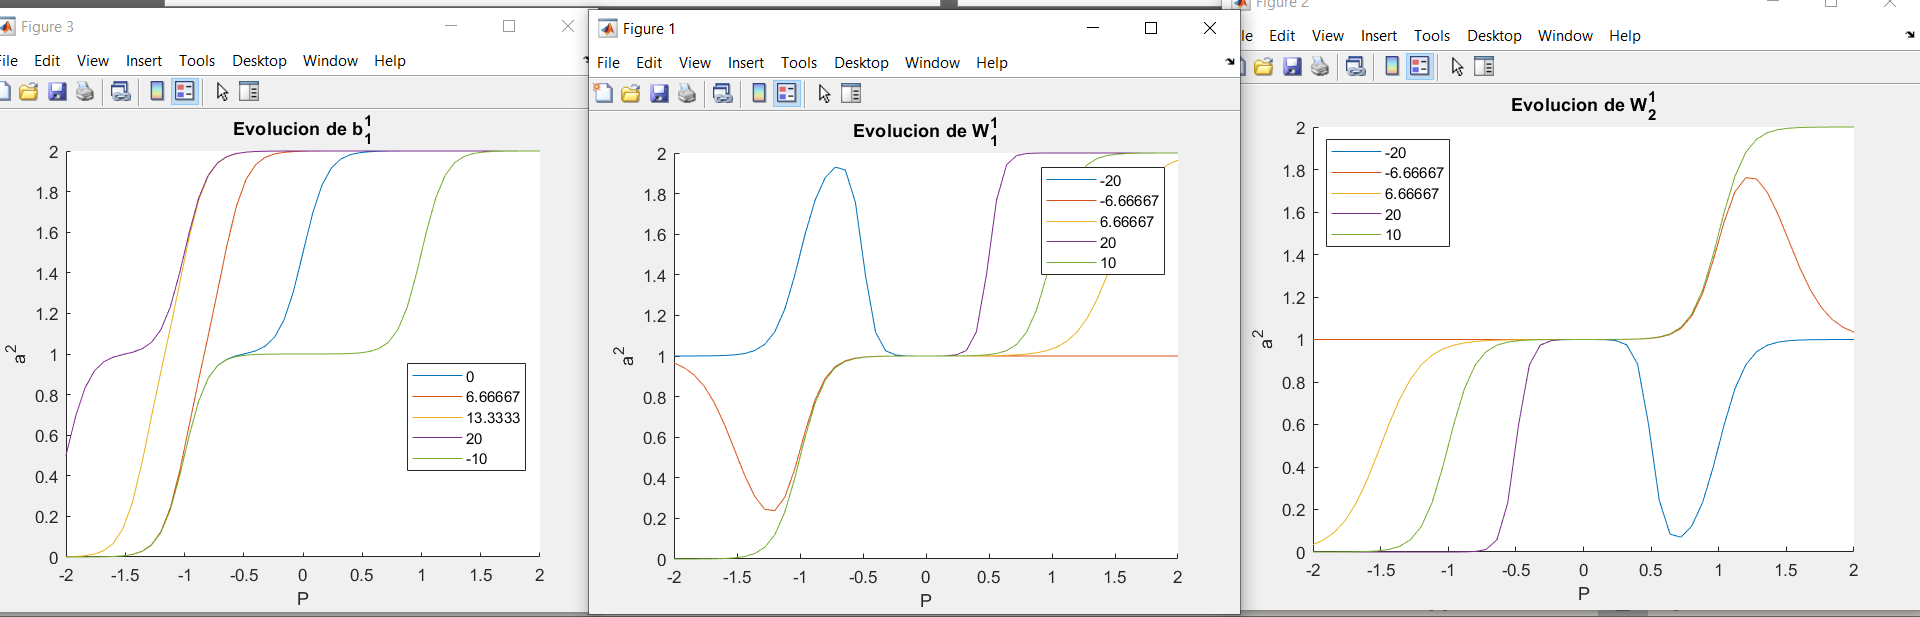 Figure 3
File Edit View Insert Tools Desktop Window Help
Evolucion de b₁¹
a²
2
1.8
1.6
1.4
1.2
1
0.8
0.6
0.4
0.2
0
-2 -1.5 -1 -0.5 0 0.5 1 1.5 2
P
0
6.66667
13.3333
20
-10
Figure 1
File Edit View Insert Tools Desktop Window Help
Evolucion de W₁¹
a²
2
1.8
1.6
1.4
1.2
1
0.8
0.6
0.4
0.2
0
-2 -1.5 -1 -0.5 0 0.5 1 1.5 2
P
-20
-6.66667
6.66667
20
10
Figure 2
Edit View Insert Tools Desktop Window Help
Evolucion de W₂¹
a²
2
1.8
1.6
1.4
1.2
1
0.8
0.6
0.4
0.2
0
-2 -1.5 -1 -0.5 0 0.5 1 1.5 2
P
-20
-6.66667
6.66667
20
10